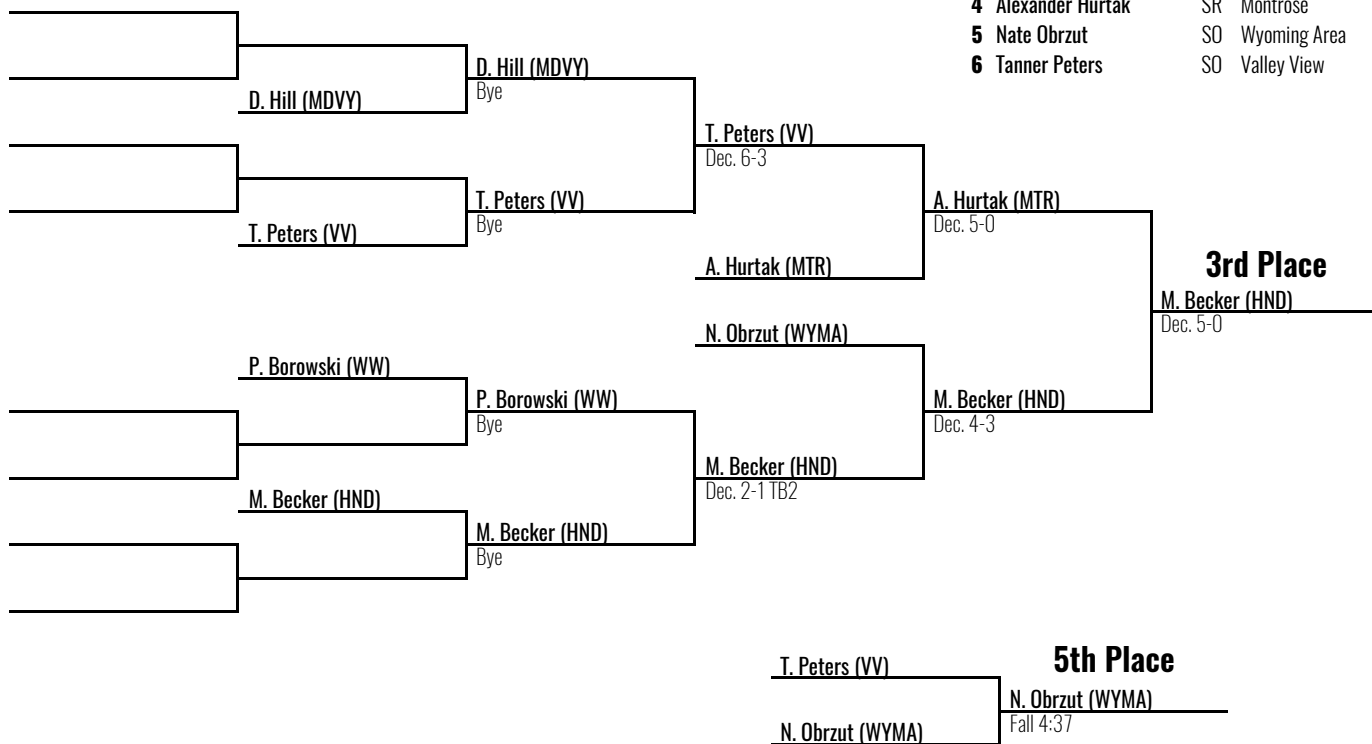 4 Alexander Hurtak SR Montrose
5 Nate Obrzut SO Wyoming Area
6 Tanner Peters SO Valley View
D. Hill (MDVY)
Bye
D. Hill (MDVY)
T. Peters (VV)
Dec. 6-3
T. Peters (VV)
Bye
T. Peters (VV)
A. Hurtak (MTR)
Dec. 5-0
A. Hurtak (MTR)
3rd Place
M. Becker (HND)
Dec. 5-0
N. Obrzut (WYMA)
P. Borowski (WW)
P. Borowski (WW)
Bye
M. Becker (HND)
Dec. 4-3
M. Becker (HND)
Dec. 2-1 TB2
M. Becker (HND)
M. Becker (HND)
Bye
5th Place
T. Peters (VV)
N. Obrzut (WYMA)
Fall 4:37
N. Obrzut (WYMA)